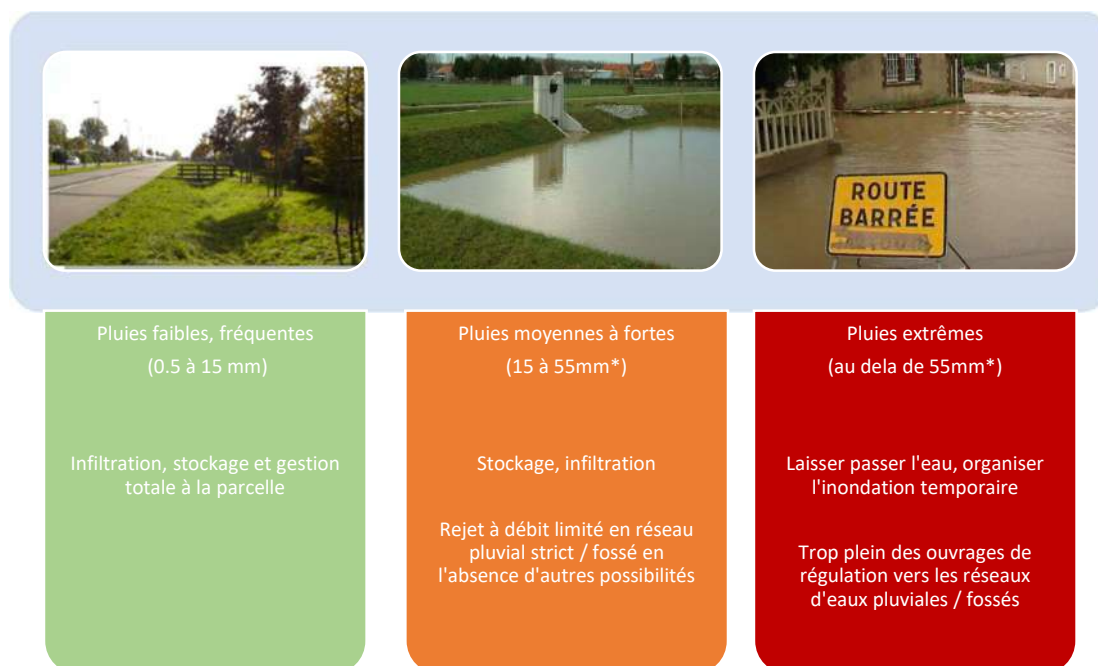 ROUTE
BARRÉE
Pluies faibles, fréquentes
(0.5 à 15 mm)
Infiltration, stockage et gestion
totale à la parcelle
Pluies moyennes à fortes
(15 à 55mm*)
Stockage, infiltration
Rejet à débit limité en réseau
pluvial strict / fossé en
l'absence d'autres possibilités
Pluies extrêmes
(au dela de 55mm*)
Laisser passer l'eau, organiser
l'inondation temporaire
Trop plein des ouvrages de
régulation vers les réseaux
d'eaux pluviales / fossés